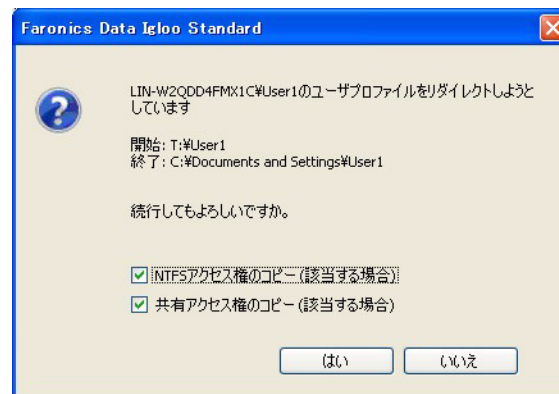 Faronics Data Igloo Standard
LIN-W2QDD4FMX1C¥User1のユーザプロファイルをリダイレクトしようと
しています
開始: T:¥User1
終了: C:¥Documents and Settings¥User1
続行してもよろしいですか。
NTFSアクセス権のコピー(該当する場合)
共有アクセス権のコピー(該当する場合)
はい
いいえ